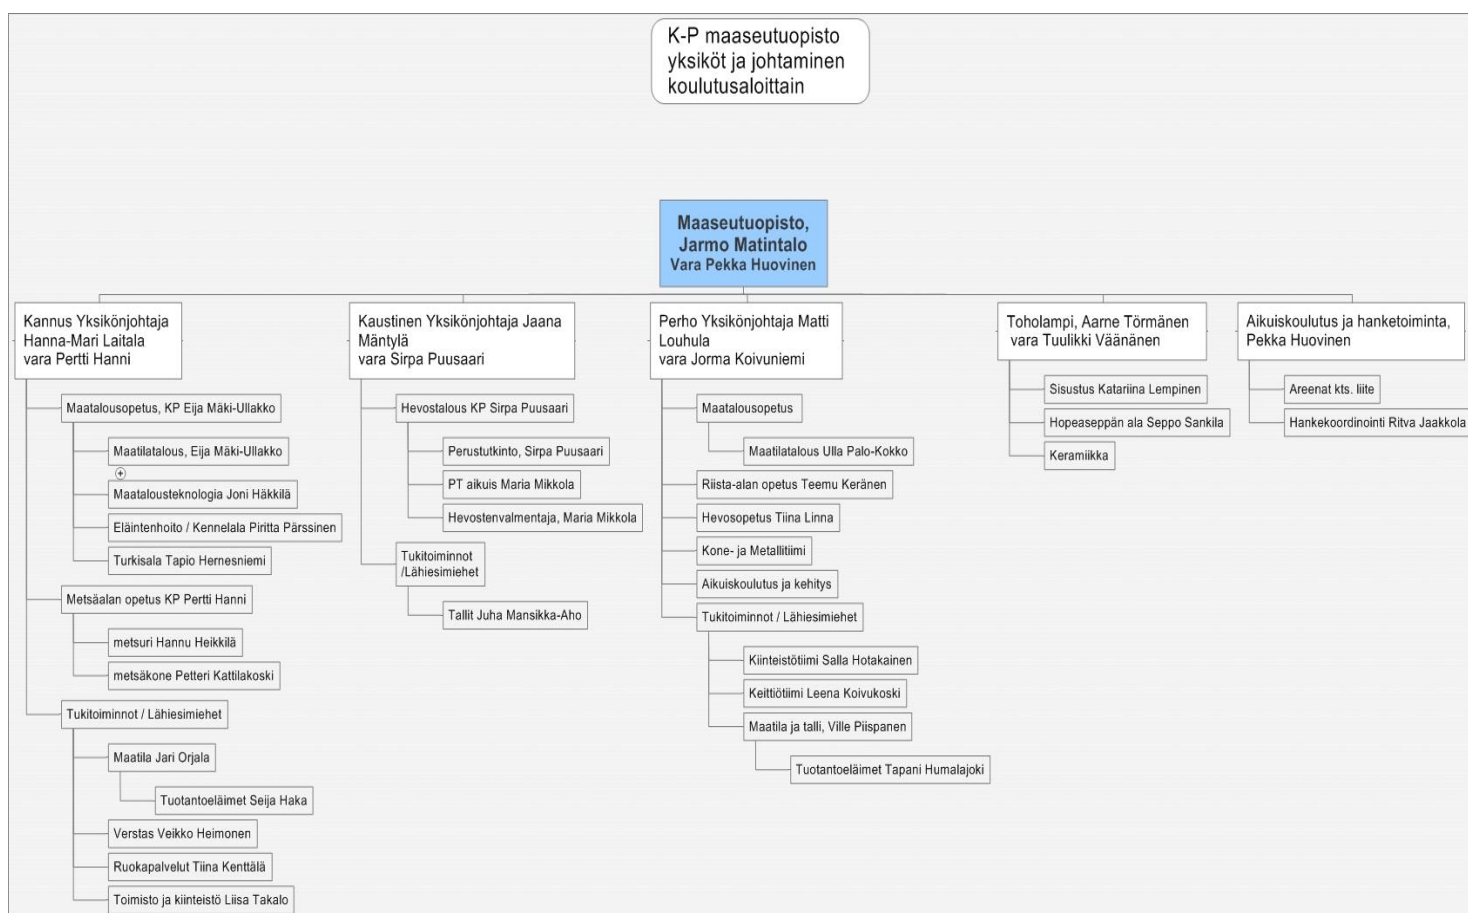 K-P maaseutuopisto
yksiköt ja johtaminen
koulutusaloittain
Maaseutuopisto,
Jarmo Matintalo
Vara Pekka Huovinen
Kannus Yksikönjohtaja
Hanna-Mari Laitala
vara Pertti Hanni
Maatalousopetus, KP Eija Mäki-Ullakko
Maatilatalous, Eija Mäki-Ullakko
Maatalousteknologia Joni Häkkilä
Eläintenhoito / Kennelala Piritta Pärssinen
Turkisala Tapio Hernesniemi
Metsäalan opetus KP Pertti Hanni
metsuri Hannu Heikkilä
metsäkone Petteri Kattilakoski
Tukitoiminnot / Lähiesimiehet
Maatila Jari Orjala
Tuotantoeläimet Seija Haka
Verstas Veikko Heimonen
Ruokapalvelut Tiina Kenttälä
Toimisto ja kiinteistö Liisa Takalo
Kaustinen Yksikönjohtaja Jaana
Mäntylä
vara Sirpa Puusaari
Hevostalous KP Sirpa Puusaari
Perustutkinto, Sirpa Puusaari
PT aikuis Maria Mikkola
Hevostenvalmentaja, Maria Mikkola
Tukitoiminnot
/Lähiesimiehet
Tallit Juha Mansikka-Aho
Perho Yksikönjohtaja Matti
Louhula
vara Jorma Koivuniemi
Maatalousopetus
Maatilatalous Ulla Palo-Kokko
Riista-alan opetus Teemu Keränen
Hevosopetus Tiina Linna
Kone- ja Metallitiimi
Aikuiskoulutus ja kehitys
Tukitoiminnot / Lähiesimiehet
Kiinteistötiimi Salla Hotakainen
Keittiötiimi Leena Koivukoski
Maatila ja talli, Ville Piispanen
Tuotantoeläimet Tapani Humalajoki
Toholampi, Aarne Törmänen
vara Tuulikki Väänänen
Sisustus Katariina Lempinen
Hopeaseppän ala Seppo Sankila
Keramiikka
Aikuiskoulutus ja hanketoiminta,
Pekka Huovinen
Areenat kts. liite
Hankekoordinointi Ritva Jaakkola